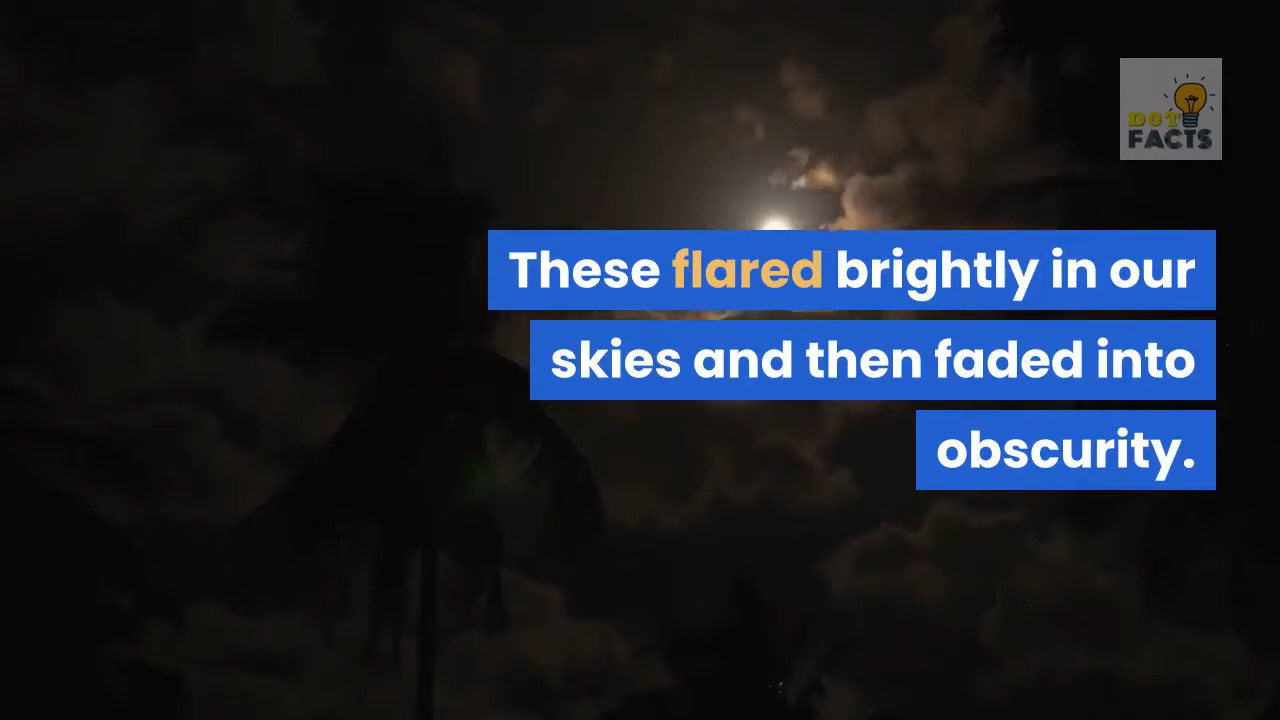 DOT
FACTS
These flared brightly in our
skies and then faded into
obscurity.